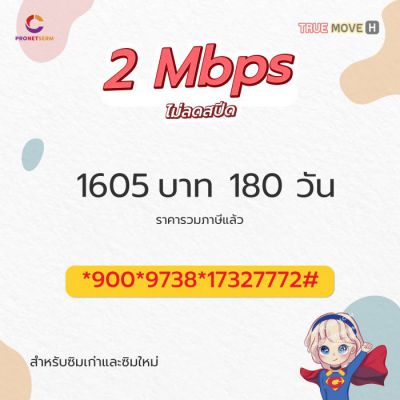 PRONETSERM
TRUE MOVE H
2 Mbps
ไม่ลดสปีด
1605 บาท 180 วัน
ราคารวมภาษีแล้ว
*900*9738*17327772#
สำหรับซิมเก่าและซิมใหม่